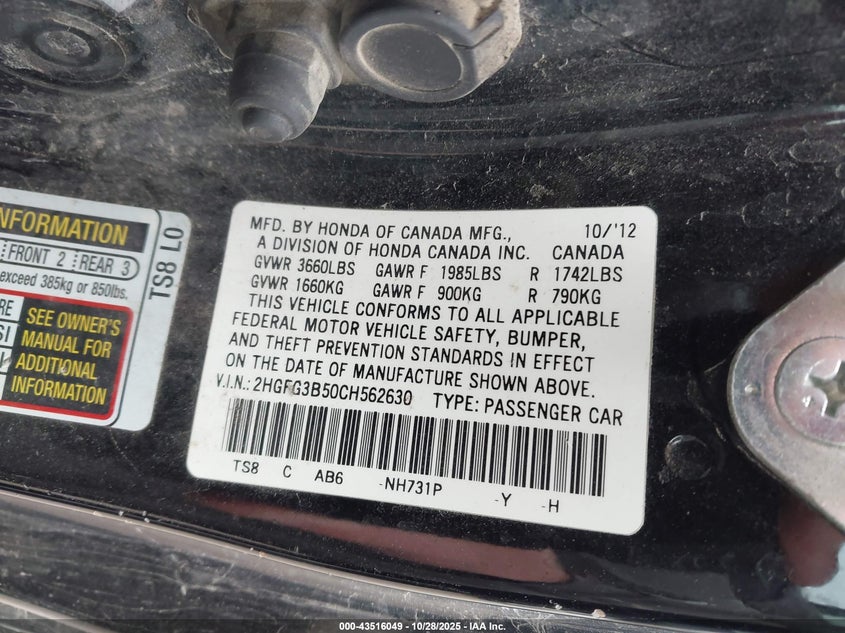 INFORMATION
FRONT 2 REAR 3
exceed 385kg or 850lbs.
SEE OWNER'S
MANUAL FOR
ADDITIONAL
INFORMATION
TS8 L0
MFD. BY HONDA OF CANADA MFG., 10/'12
A DIVISION OF HONDA CANADA INC. CANADA
GVWR 3660LBS GAWR F 1985LBS R 1742LBS
GVWR 1660KG GAWR F 900KG R 790KG
THIS VEHICLE CONFORMS TO ALL APPLICABLE
FEDERAL MOTOR VEHICLE SAFETY, BUMPER,
AND THEFT PREVENTION STANDARDS IN EFFECT
ON THE DATE OF MANUFACTURE SHOWN ABOVE.
V.I.N.: 2HGFG3B50CH562630 TYPE: PASSENGER CAR
TS8 C AB6 -NH731P -Y -H
000-43516049 - 10/28/2025 - IAA Inc.